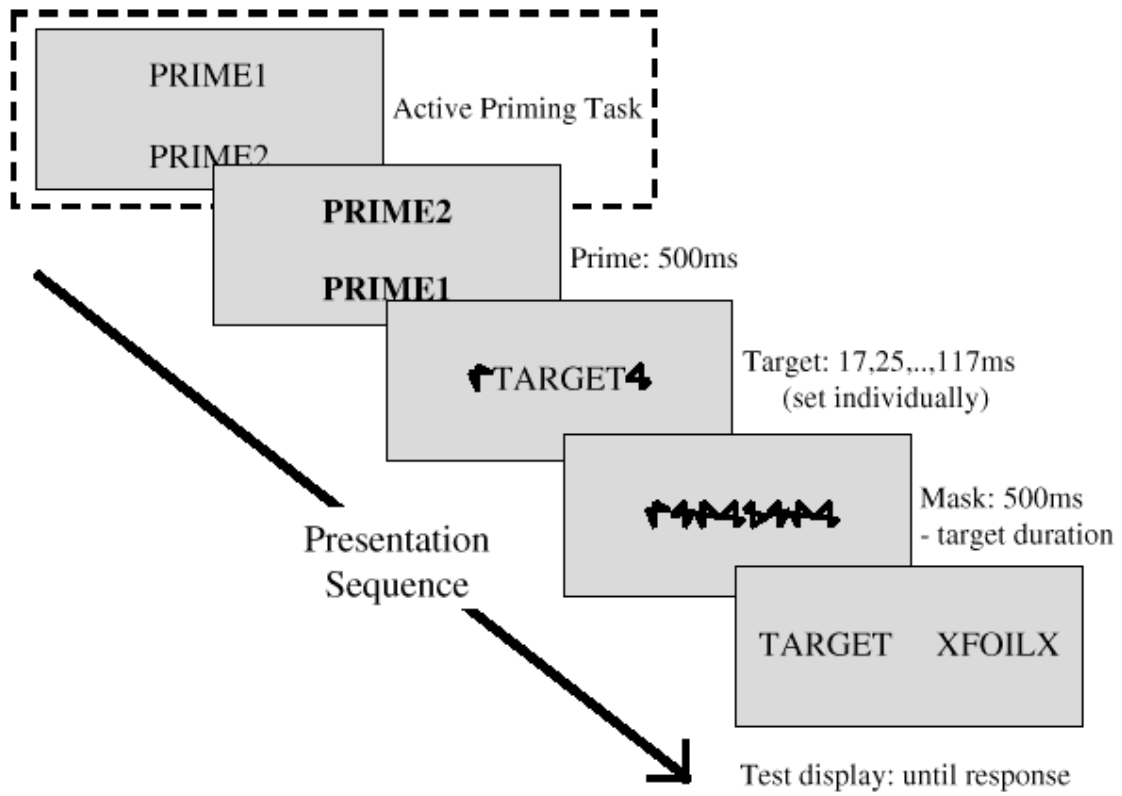 PRIME1
Active Priming Task
PRIME2
PRIME2
Prime: 500ms
PRIME1
Target: 17,25,..,117ms
TARGET
(set individually)
Mask: 500ms
- target duration
Presentation
Sequence
TARGET XFOILX
Test display: until response